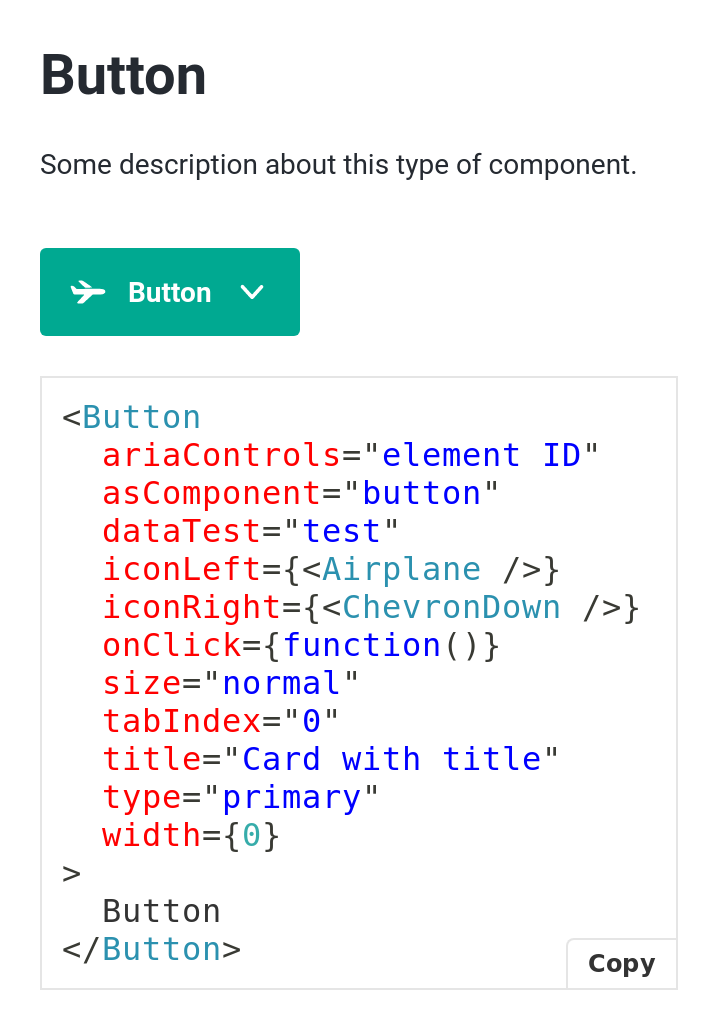 Button
Some description about this type of component.
Button
<Button
  ariaControls="element ID"
  asComponent="button"
  dataTest="test"
  iconLeft={<Airplane />}
  iconRight={<ChevronDown />}
  onClick={function()}
  size="normal"
  tabIndex="0"
  title="Card with title"
  type="primary"
  width={0}
>
  Button
</Button>
Copy